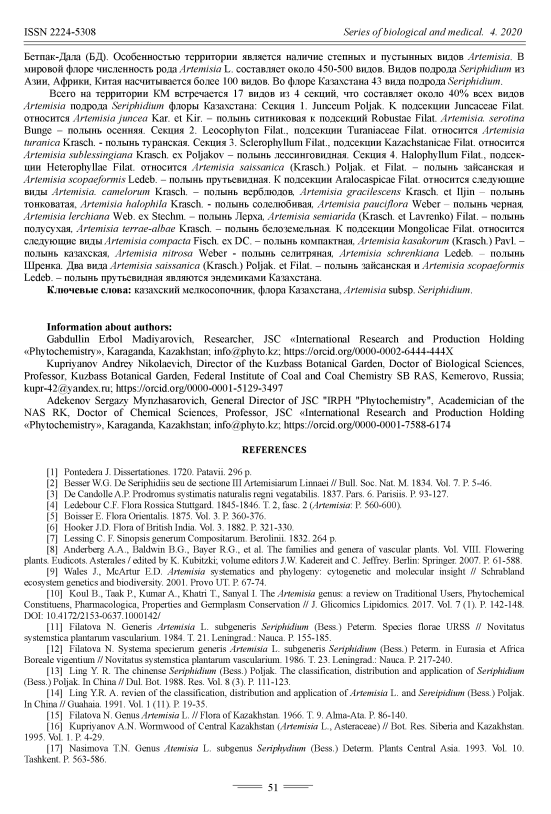 ISSN 2224-5308 Series of biological and medical. 4. 2020
Бетпак-Дала (БД). Особенностью территории является наличие степных и пустынных видов Artemisia. В
мировой флоре численность рода Artemisia L. составляет около 450-500 видов. Видов подрода Seriphidium из
Азии, Африки, Китая насчитывается более 100 видов. Во флоре Казахстана 43 вида подрода Seriphidium.
Всего на территории КМ встречается 17 видов из 4 секций, что составляет около 40% всех видов
Artemisia подрода Seriphidium флоры Казахстана: Секция 1. Junceum Poljak. К подсекции Juncaceae Filat.
относится Artemisia juncea Kar. et Kir. – полынь ситниковая к подсекций Robustae Filat. Artemisia. serotina
Bunge – полынь осенняя. Секция 2. Leocophyton Filat., подсекции Turaniaceae Filat. относится Artemisia
turanica Krasch. - полынь туранская. Секция 3. Sclerophyllum Filat., подсекции Kazachstanicae Filat. относится
Artemisia sublessingiana Krasch. ex Poljakov – полынь лессинговидная. Секция 4. Halophyllum Filat., подсек-
ции Heterophyllae Filat. относится Artemisia saissanica (Krasch.) Poljak. et Filat. – полынь зайсанская и
Artemisia scopaeformis Ledeb. – полынь прутьевидная. К подсекции Aralocaspicae Filat. относится следующие
виды Artemisia. camelorum Krasch. – полынь верблюдов, Artemisia gracilescens Krasch. et Iljin – полынь
тонковатая, Artemisia halophila Krasch. - полынь солелюбивая, Artemisia pauciflora Weber – полынь черная,
Artemisia lerchiana Web. ex Stechm. – полынь Лерха, Artemisia semiarida (Krasch. et Lavrenko) Filat. – полынь
полусухая, Artemisia terrae-albae Krasch. – полынь белоземельная. К подсекции Mongolicae Filat. относится
следующие виды Artemisia compacta Fisch. ex DC. – полынь компактная, Artemisia kasakorum (Krasch.) Pavl. –
полынь казахская, Artemisia nitrosa Weber - полынь селитряная, Artemisia schrenkiana Ledeb. – полынь
Шренка. Два вида Artemisia saissanica (Krasch.) Poljak. et Filat. – полынь зайсанская и Artemisia scopaeformis
Ledeb. – полынь прутьевидная являются эндемиками Казахстана.
Ключевые слова: казахский мелкосопочник, флора Казахстана, Artemisia subsp. Seriphidium.
Information about authors:
Gabdullin Erbol Madiyarovich, Researcher, JSC «International Research and Production Holding
«Phytochemistry», Karaganda, Kazakhstan; info@phyto.kz; https://orcid.org/0000-0002-6444-444X
Kupriyanov Andrey Nikolaevich, Director of the Kuzbass Botanical Garden, Doctor of Biological Sciences,
Professor, Kuzbass Botanical Garden, Federal Institute of Coal and Coal Chemistry SB RAS, Kemerovo, Russia;
kupr-42@yandex.ru; https://orcid.org/0000-0001-5129-3497
Adekenov Sergazy Mynzhasarovich, General Director of JSC "IRPH "Phytochemistry", Academician of the
NAS RK, Doctor of Chemical Sciences, Professor, JSC «International Research and Production Holding
«Phytochemistry», Karaganda, Kazakhstan; info@phyto.kz; https://orcid.org/0000-0001-7588-6174
REFERENCES
[1] Pontedera J. Dissertationes. 1720. Patavii. 296 p.
[2] Besser W.G. De Seriphidiis seu de sectione III Artemisiarum Linnaei // Bull. Soc. Nat. M. 1834. Vol. 7. P. 5-46.
[3] De Candolle A.P. Prodromus systimatis naturalis regni vegatabilis. 1837. Pars. 6. Parisiis. P. 93-127.
[4] Ledebour C.F. Flora Rossica Stuttgard. 1845-1846. T. 2, fasc. 2 (Artemisia: P. 560-600).
[5] Boisser E. Flora Orientalis. 1875. Vol. 3. P. 360-376.
[6] Hooker J.D. Flora of British India. Vol. 3. 1882. P. 321-330.
[7] Lessing C. F. Sinopsis generum Compositarum. Berolinii. 1832. 264 p.
[8] Anderberg A.A., Baldwin B.G., Bayer R.G., et al. The families and genera of vascular plants. Vol. VIII. Flowering
plants. Eudicots. Asterales / edited by K. Kubitzki; volume editors J.W. Kadereit and C. Jeffrey. Berlin: Springer. 2007. P. 61-588.
[9] Wales J., McArtur E.D. Artemisia systematics and phylogeny: cytogenetic and molecular insight // Schrabland
ecosystem genetics and biodiversity. 2001. Provo UT. P. 67-74.
[10] Koul B., Taak P., Kumar A., Khatri T., Sanyal I. The Artemisia genus: a review on Traditional Users, Phytochemical
Constituens, Pharmacologica, Properties and Germplasm Conservation // J. Glicomics Lipidomics. 2017. Vol. 7 (1). P. 142-148.
DOI: 10.4172/2153-0637.1000142/
[11] Filatova N. Generis Artemisia L. subgeneris Seriphidium (Bess.) Peterm. Species florae URSS // Novitatus
systemstica plantarum vascularium. 1984. T. 21. Leningrad.: Nauca. P. 155-185.
[12] Filatova N. Systema specierum generis Artemisia L. subgeneris Seriphidium (Bess.) Peterm. in Eurasia et Africa
Boreale vigentium // Novitatus systematica plantarum vascularium. 1986. T. 23. Leningrad.: Nauca. P. 217-240.
[13] Ling Y. R. The chinense Seriphidium (Bess.) Poljak. The classification, distribution and application of Seriphidium
(Bess.) Poljak. In China // Dul. Bot. 1988. Res. Vol. 8 (3). P. 111-123.
[14] Ling Y.R. A. revien of the classification, distribution and application of Artemisia L. and Sereipidium (Bess.) Poljak.
In China // Guahaia. 1991. Vol. 1 (11). P. 19-35.
[15] Filatova N. Genus Artemisia L. // Flora of Kazakhstan. 1966. T. 9. Alma-Ata. P. 86-140.
[16] Kupriyanov A.N. Wormwood of Central Kazakhstan (Artemisia L., Asteraceae) // Bot. Res. Siberia and Kazakhstan.
1995. Vol. 1. P. 4-29.
[17] Nasimova T.N. Genus Atemisia L. subgenus Seriphydium (Bess.) Determ. Plants Central Asia. 1993. Vol. 10.
Tashkent. P. 563-586.
51